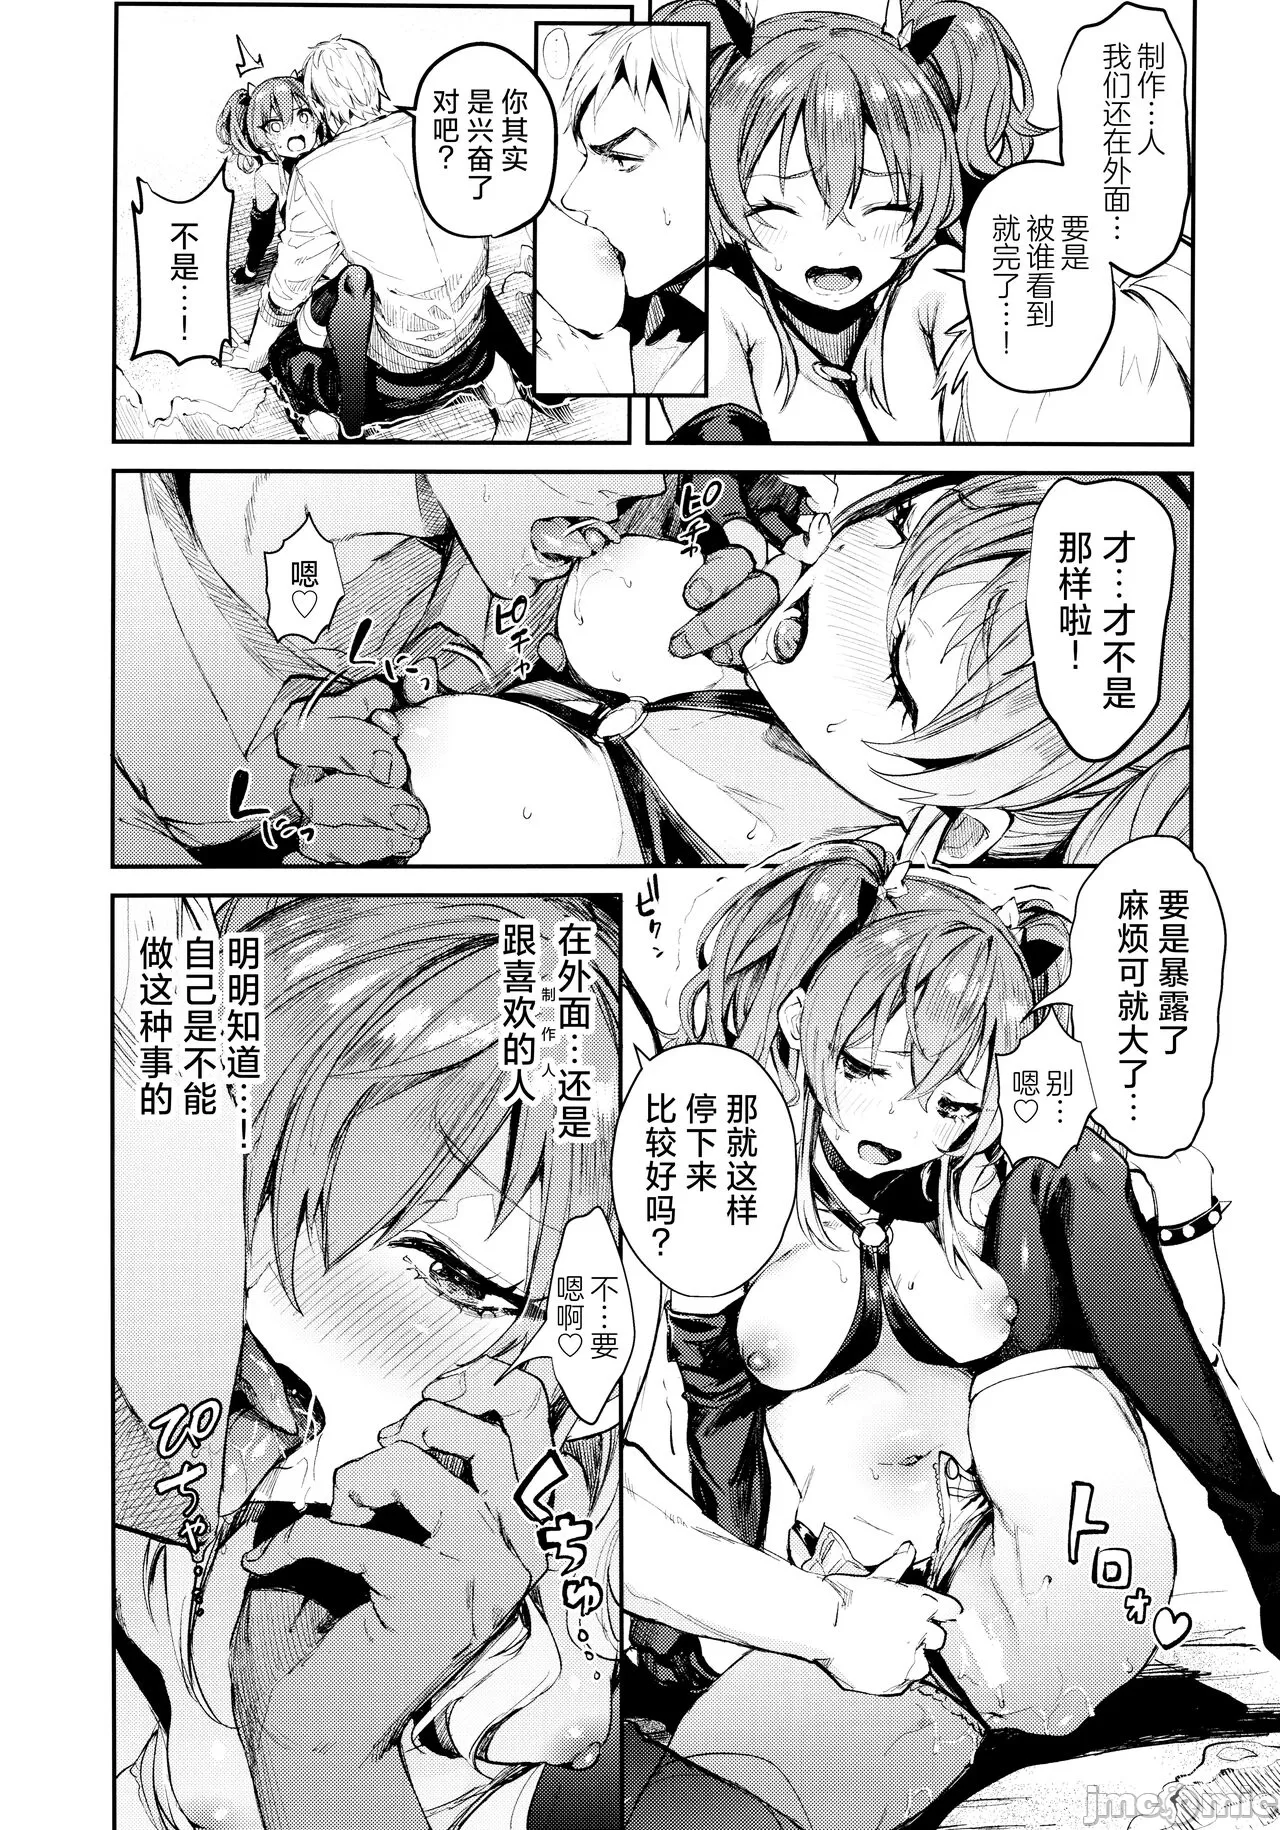 制作…人
我们还在外面…
要是
被谁看到
就完了…！
你其实
是兴奋了
对吧？
不是…！
才…才不是
那样啦！
ピチャ
ピチャ
嗯♡
こりっ
くにっ
要是暴露了
麻烦可就大了…
别…
嗯♡
ビクン
那就这样
停下来
比较好吗？
トロォ…♡
在外面…还是
跟喜欢的人
制作人
明明知道…！
自己是不能
做这种事的
不…要
嗯啊♡
ぴちゃ…
くちゅ…
jmcomic